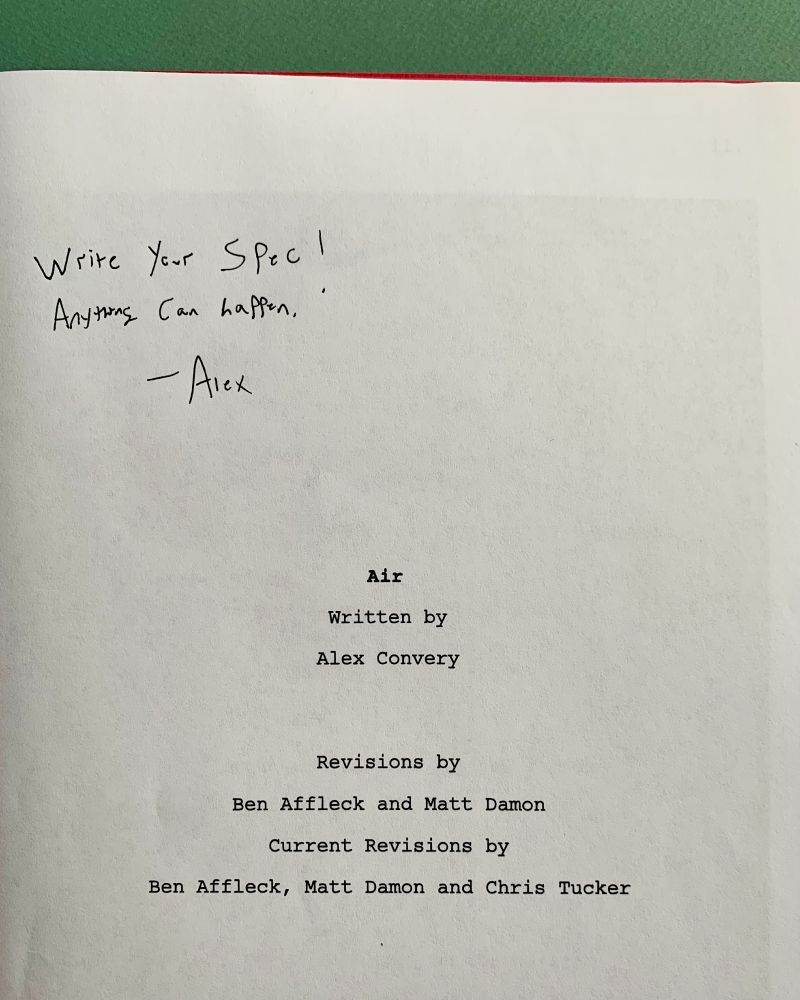 Write Your Spec!
Anything Can happen.
— Alex
Air
Written by
Alex Convery
Revisions by
Ben Affleck and Matt Damon
Current Revisions by
Ben Affleck, Matt Damon and Chris Tucker